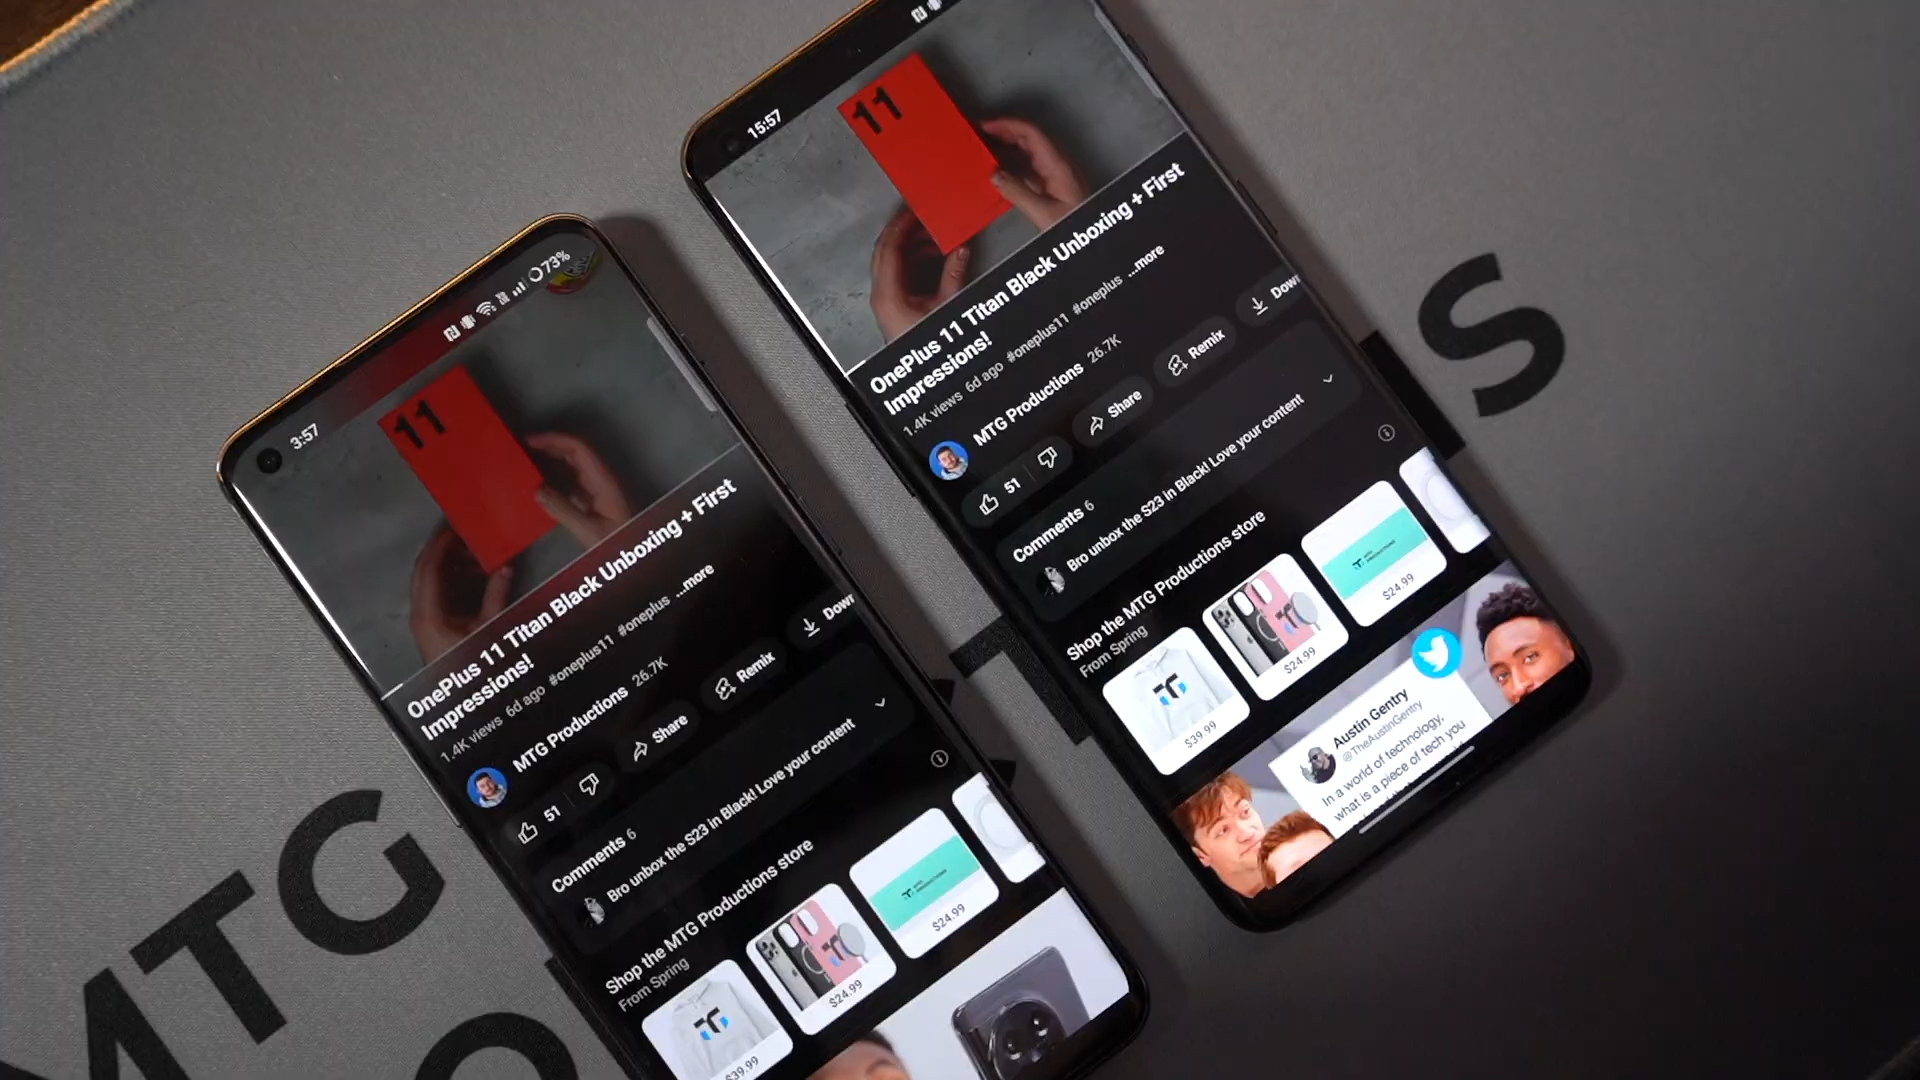 3:57
73%
11
OnePlus 11 Titan Black Unboxing + First
Impressions!
1.4K views 6d ago #oneplus11 #oneplus ...more
MTG Productions 26.7K
51
Share
Remix
Down
Comments 6
Bro unbox the S23 in Black! Love your content
Shop the MTG Productions store
From Spring
$39.99
$24.99
$24.99
15:57
11
OnePlus 11 Titan Black Unboxing + First
Impressions!
1.4K views 6d ago #oneplus11 #oneplus ...more
MTG Productions 26.7K
51
Share
Remix
Down
Comments 6
Bro unbox the S23 in Black! Love your content
Shop the MTG Productions store
From Spring
$39.99
$24.99
$24.99
Austin Gentry
@TheAustinGentry
In a world of technology,
what is a piece of tech you
MTG
S